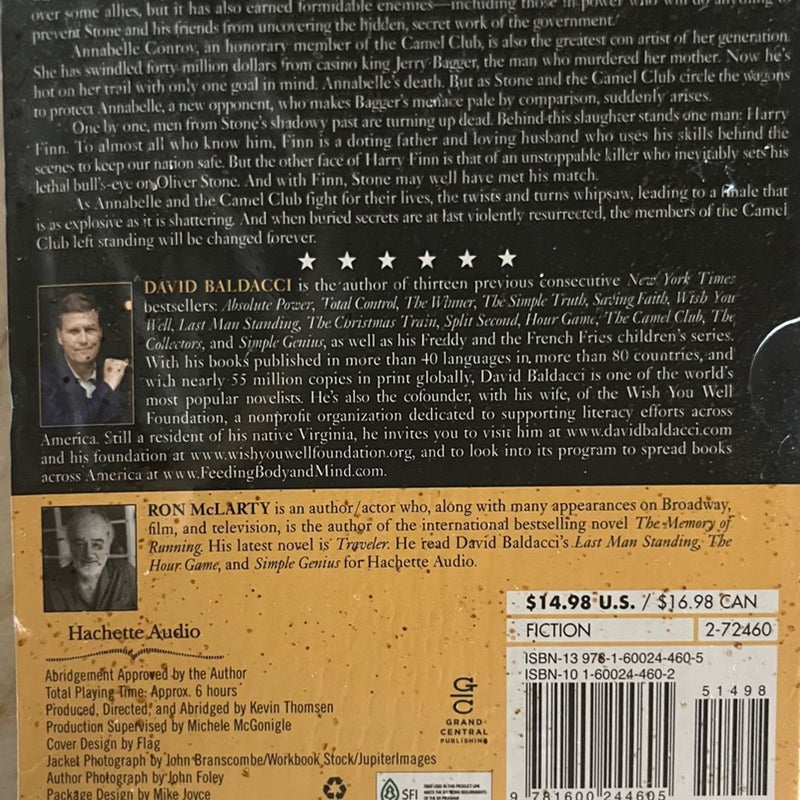 over some allies, but it has also earned formidable enemies—including those in power who will do anything to
prevent Stone and his friends from uncovering the hidden, secret work of the government.
Annabelle Conroy, an honorary member of the Camel Club, is also the greatest con artist of her generation.
She has swindled forty million dollars from casino king Jerry Bagger, the man who murdered her mother. Now he's
hot on her trail with only one goal in mind: Annabelle's death. But as Stone and the Camel Club circle the wagons
to protect Annabelle, a new opponent, who makes Bagger's menace pale by comparison, suddenly arises.
One by one, men from Stone's shadowy past are turning up dead. Behind this slaughter stands one man: Harry
Finn. To almost all who know him, Finn is a doting father and loving husband who uses his skills behind the
scenes to keep our nation safe. But the other face of Harry Finn is that of an unstoppable killer who inevitably sets his
lethal bull's-eye on Oliver Stone. And with Finn, Stone may well have met his match.
As Annabelle and the Camel Club fight for their lives, the twists and turns whipsaw, leading to a finale that
is as explosive as it is shattering. And when buried secrets are at last violently resurrected, the members of the Camel
Club left standing will be changed forever.
DAVID BALDACCI is the author of thirteen previous consecutive New York Times
bestsellers: Absolute Power, Total Control, The Winner, The Simple Truth, Saving Faith, Wish You
Well, Last Man Standing, The Christmas Train, Split Second, Hour Game, The Camel Club, The
Collectors, and Simple Genius, as well as his Freddy and the French Fries children's series.
With his books published in more than 40 languages in more than 80 countries, and
with nearly 55 million copies in print globally, David Baldacci is one of the world's
most popular novelists. He's also the cofounder, with his wife, of the Wish You Well
Foundation, a nonprofit organization dedicated to supporting literacy efforts across
America. Still a resident of his native Virginia, he invites you to visit him at www.davidbaldacci.com
and his foundation at www.wishyouwellfoundation.org, and to look into its program to spread books
across America at www.FeedingBodyandMind.com.
RON McLARTY is an author/actor who, along with many appearances on Broadway,
film, and television, is the author of the international bestselling novel The Memory of
Running. His latest novel is Traveler. He read David Baldacci's Last Man Standing, The
Hour Game, and Simple Genius for Hachette Audio.
Hachette Audio
Abridgement Approved by the Author
Total Playing Time: Approx. 6 hours
Produced, Directed, and Abridged by Kevin Thomsen
Production Supervised by Michele McGonigle
Cover Design by Flag
Jacket Photograph by John Branscombe/Workbook Stock/JupiterImages
Author Photograph by John Foley
Package Design by Mike Joyce
GRAND
CENTRAL
PUBLISHING
SFI
$14.98 U.S. / $16.98 CAN
FICTION 2-72460
ISBN-13 978-1-60024-460-5
ISBN-10 1-60024-460-2
51498
9 781600 244605